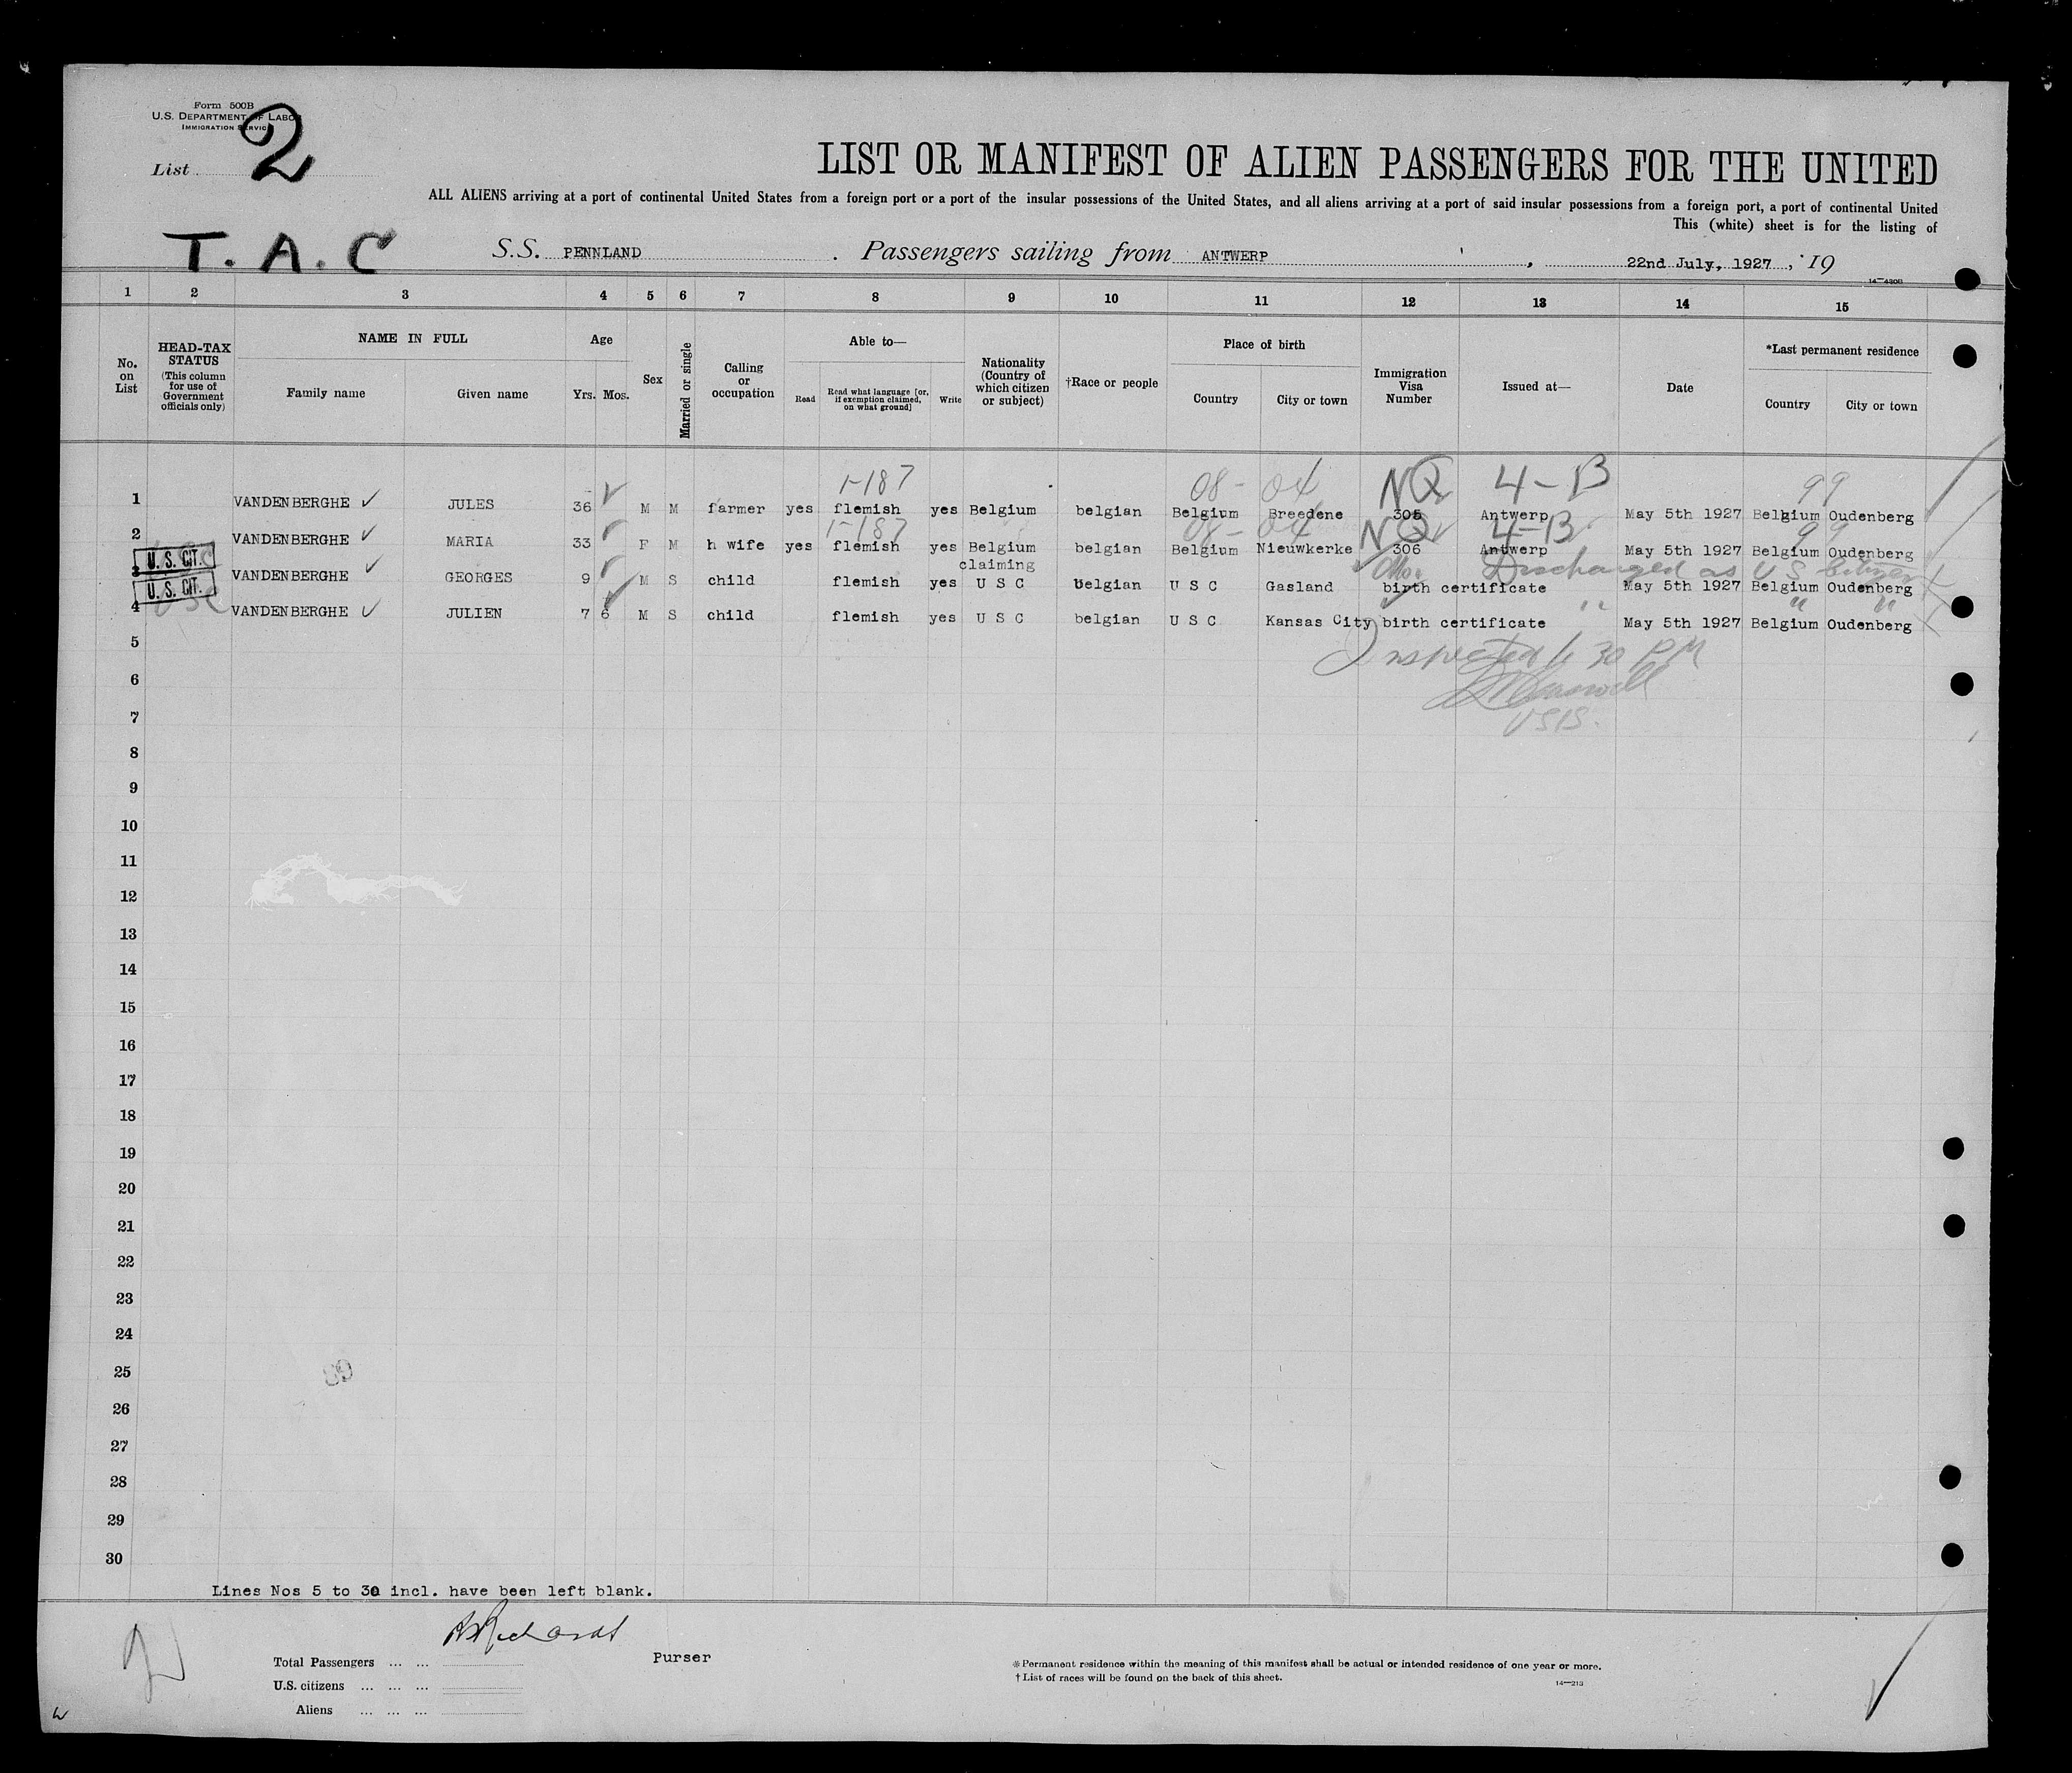 Form 500B
U.S. DEPARTMENT OF LABOR
IMMIGRATION SERVICE
List 2
LIST OR MANIFEST OF ALIEN PASSENGERS FOR THE UNITED
ALL ALIENS arriving at a port of continental United States from a foreign port or a port of the insular possessions of the United States, and all aliens arriving at a port of said insular possessions from a foreign port, a port of continental United
This (white) sheet is for the listing of
T. A. C
S.S. PENNLAND . Passengers sailing from ANTWERP , 22nd July, 1927 , 19
14—4306
1 2 3 4 5 6 7 8 9 10 11 12 13 14 15
No. on List
HEAD-TAX STATUS (This column for use of Government officials only)
NAME IN FULL
Family name Given name
Age
Yrs. Mos.
Sex
Married or single
Calling or occupation
Able to—
Read Read what language [or, if exemption claimed, on what ground] Write
Nationality (Country of which citizen or subject)
†Race or people
Place of birth
Country City or town
Immigration Visa Number
Issued at—
Date
*Last permanent residence
Country City or town
1-187 08- 04 NQ 4-B 99
1 VANDENBERGHE JULES 36 M M farmer yes flemish yes Belgium belgian Belgium Breedene 305 Antwerp May 5th 1927 Belgium Oudenberg
1-187 08- 04 NQ 4-B 99
2 VANDENBERGHE MARIA 33 F M h wife yes flemish yes Belgium belgian Belgium Nieuwkerke 306 Antwerp May 5th 1927 Belgium Oudenberg
claiming Discharged as U S Citizen
U. S. CIT.
3 VANDENBERGHE GEORGES 9 M S child flemish yes U S C belgian U S C Gasland birth certificate May 5th 1927 Belgium Oudenberg
U. S. CIT.
USC " " "
4 VANDENBERGHE JULIEN 7 6 M S child flemish yes U S C belgian U S C Kansas City birth certificate May 5th 1927 Belgium Oudenberg
5
Inspected 30 PM
6
USIS.
7
8
9
10
11
12
13
14
15
16
17
18
19
20
21
22
23
24
25
26
27
28
29
30
Lines Nos 5 to 30 incl. have been left blank.
Purser
Total Passengers ... ...
U.S. citizens ... ... ...
Aliens ... ... ...
* Permanent residence within the meaning of this manifest shall be actual or intended residence of one year or more.
† List of races will be found on the back of this sheet.
14—213